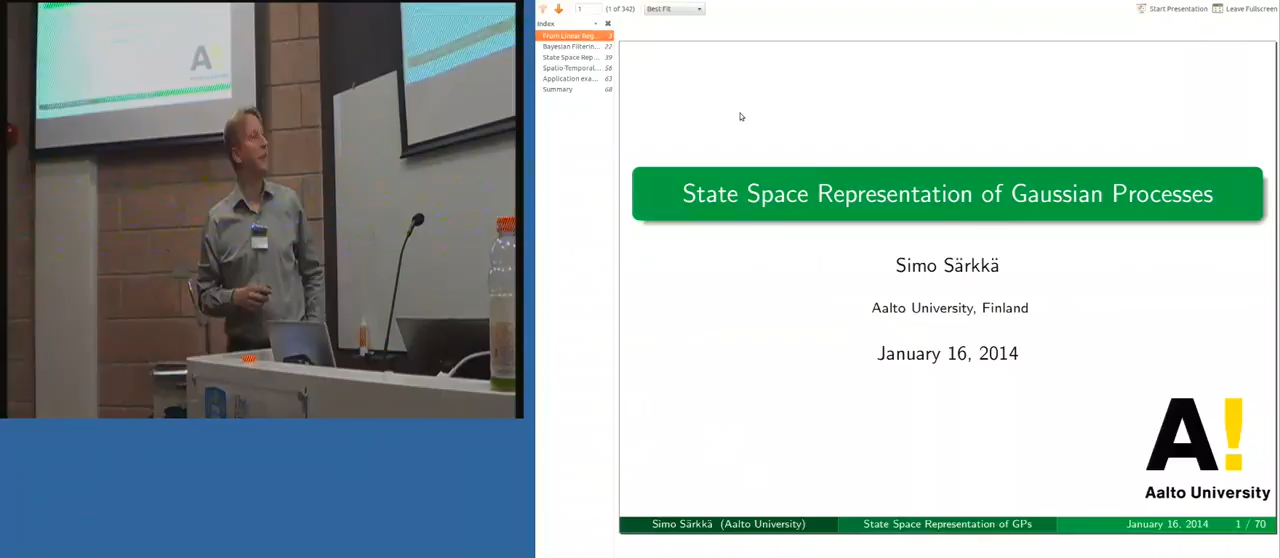 1 (1 of 342) Best Fit Start Presentation Leave Fullscreen
Index
From Linear Reg... 3
Bayesian Filterin... 22
State Space Rep... 39
Spatio-Temporal... 56
Application exa... 63
Summary 68
State Space Representation of Gaussian Processes
Simo Särkkä
Aalto University, Finland
January 16, 2014
A!
Aalto University
Simo Särkkä (Aalto University) State Space Representation of GPs January 16, 2014 1 / 70
A!